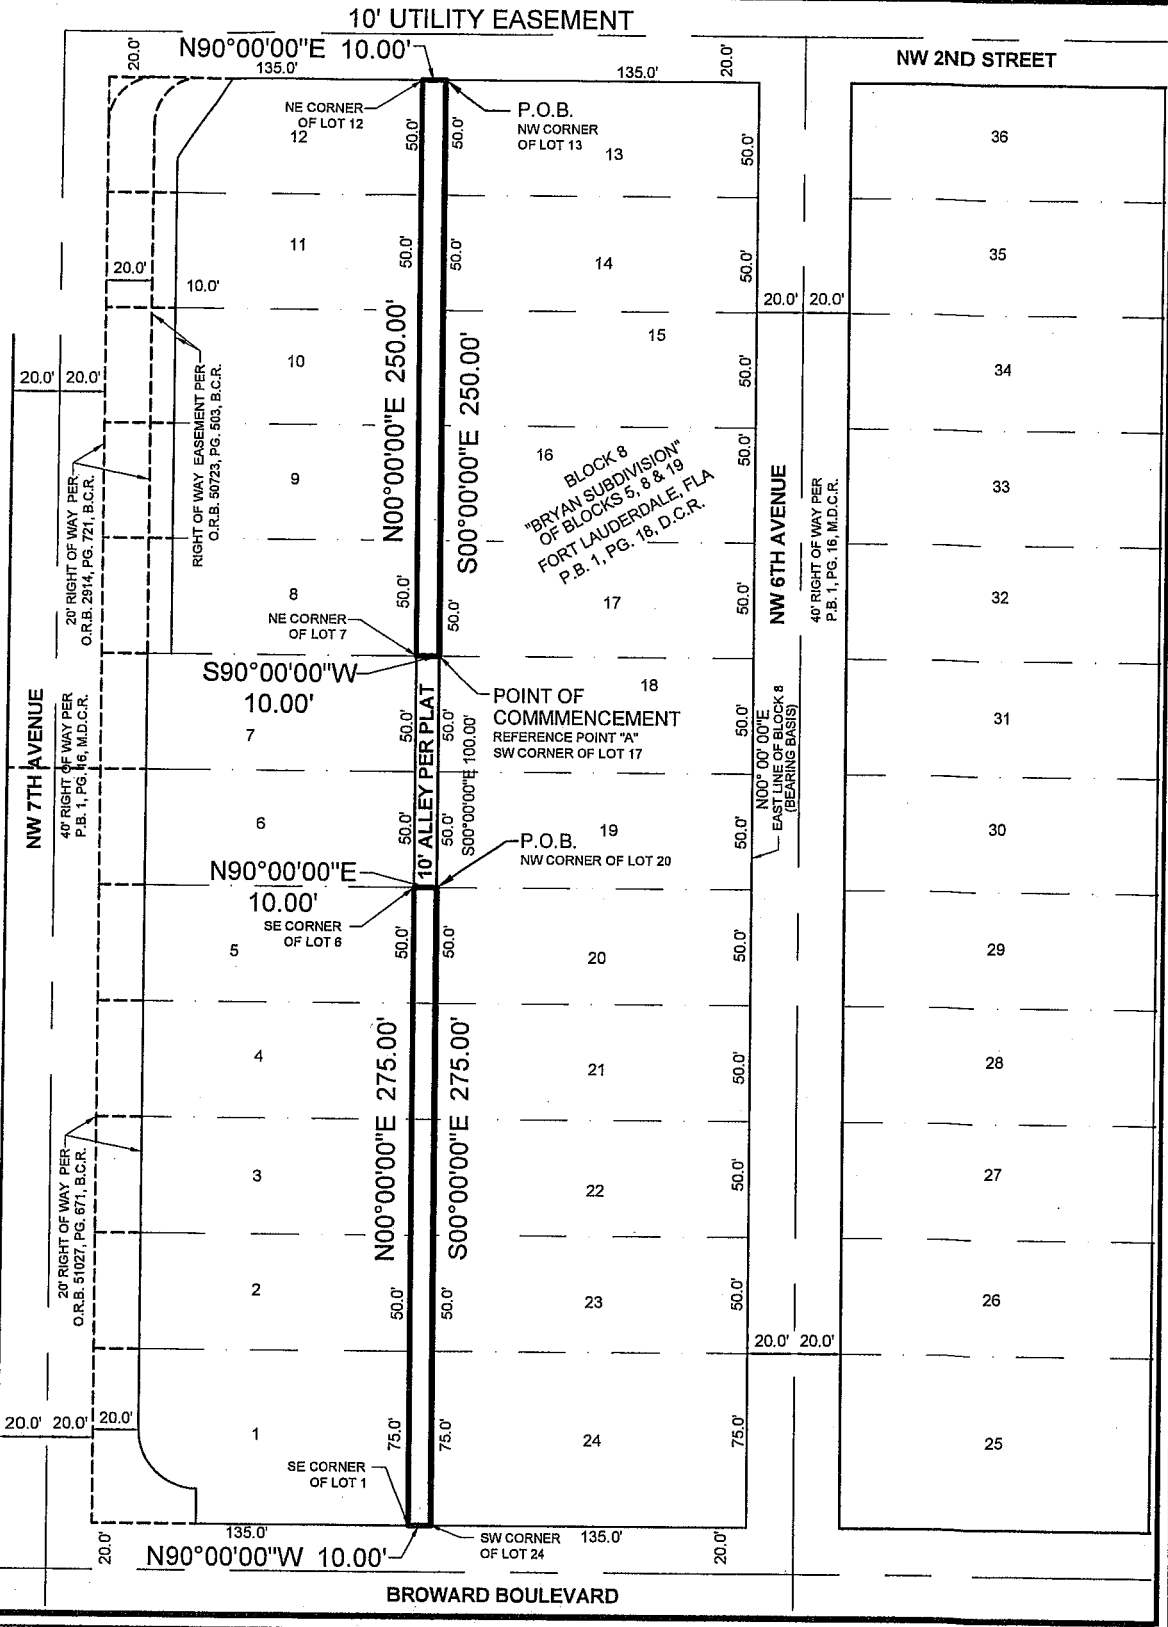 10' UTILITY EASEMENT
N90°00'00"E 10.00'
NW 2ND STREET
20.0'
135.0'
135.0'
20.0'
NE CORNER
OF LOT 12
P.O.B.
NW CORNER
OF LOT 13
12
50.0'
50.0'
13
50.0'
36
11
50.0'
50.0'
14
50.0'
35
20.0'
10.0'
20.0' 20.0'
10
15
50.0'
34
20.0' 20.0'
N00°00'00"E 250.00'
S00°00'00"E 250.00'
RIGHT OF WAY EASEMENT PER
O.R.B. 50723, PG. 503, B.C.R.
20' RIGHT OF WAY PER
O.R.B. 2914, PG. 721, B.C.R.
9
16
50.0'
33
BLOCK 8
"BRYAN SUBDIVISION"
OF BLOCKS 5, 8 & 19
FORT LAUDERDALE, FLA
P.B. 1, PG. 18, D.C.R.
NW 6TH AVENUE
40' RIGHT OF WAY PER
P.B. 1, PG. 16, M.D.C.R.
8
50.0'
50.0'
17
50.0'
32
NE CORNER
OF LOT 7
S90°00'00"W
10.00'
POINT OF
COMMMENCEMENT
REFERENCE POINT "A"
SW CORNER OF LOT 17
NW 7TH AVENUE
40' RIGHT OF WAY PER
P.B. 1, PG. 16, M.D.C.R.
7
50.0'
50.0'
18
50.0'
31
10' ALLEY PER PLAT
S00°00'00"E 100.00'
N00° 00' 00"E
EAST LINE OF BLOCK 8
(BEARING BASIS)
6
50.0'
50.0'
19
50.0'
30
P.O.B.
NW CORNER OF LOT 20
N90°00'00"E
10.00'
SE CORNER
OF LOT 6
5
50.0'
50.0'
20
50.0'
29
4
21
50.0'
28
N00°00'00"E 275.00'
S00°00'00"E 275.00'
20' RIGHT OF WAY PER
O.R.B. 51027, PG. 671, B.C.R.
3
22
50.0'
27
2
50.0'
50.0'
23
50.0'
26
20.0' 20.0'
20.0' 20.0' 20.0'
1
75.0'
75.0'
24
75.0'
25
SE CORNER
OF LOT 1
20.0'
135.0'
SW CORNER
OF LOT 24
135.0'
20.0'
N90°00'00"W 10.00'
BROWARD BOULEVARD